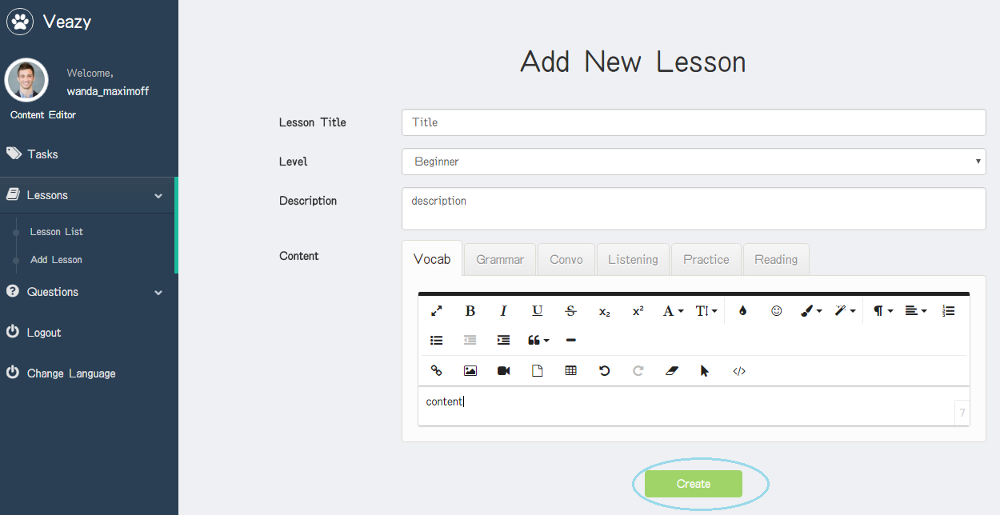 Veazy
Welcome,
wanda_maximoff
Content Editor
Tasks
Lessons
Lesson List
Add Lesson
Questions
Logout
Change Language
Add New Lesson
Lesson Title
Title
Level
Beginner
Description
description
Content
Vocab Grammar Convo Listening Practice Reading
B I U S x₂ x² A T
content
7
Create